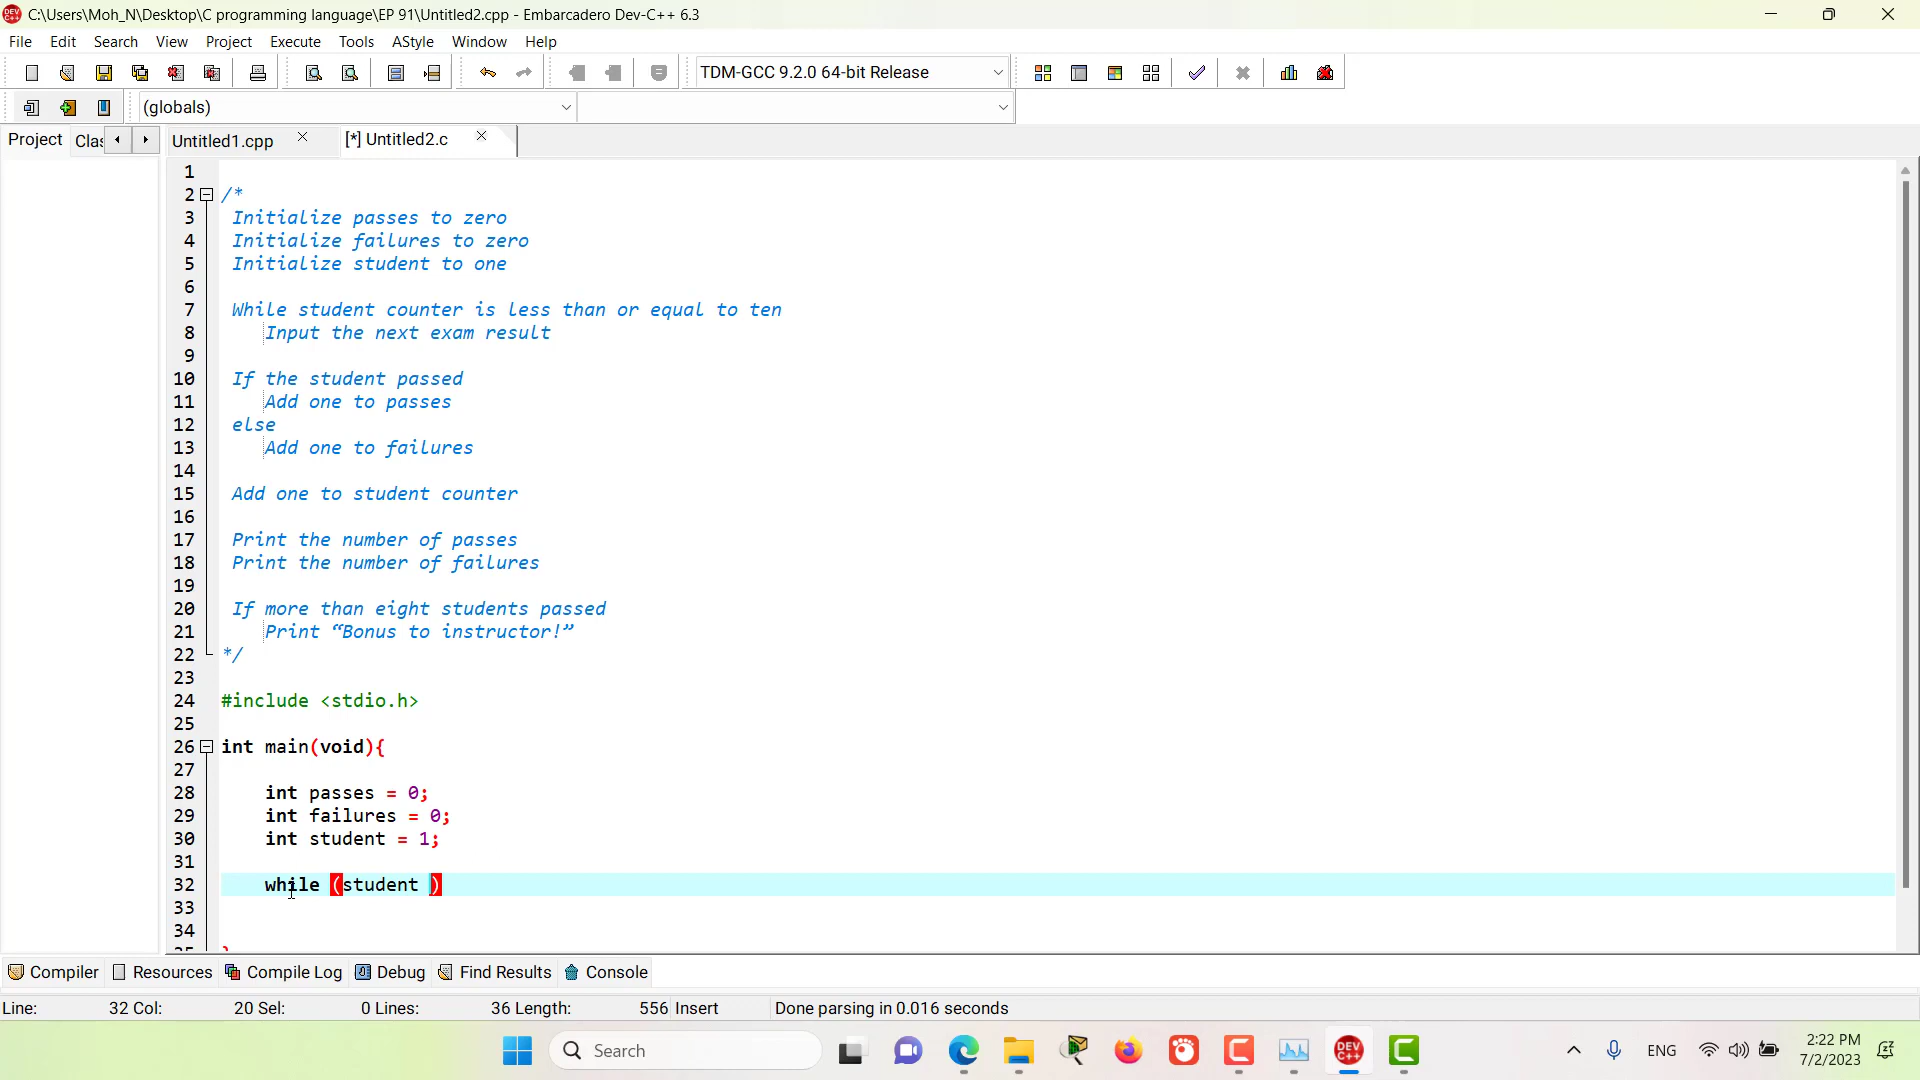 C:\Users\Moh_N\Desktop\C programming language\EP 91\Untitled2.cpp - Embarcadero Dev-C++ 6.3
File Edit Search View Project Execute Tools AStyle Window Help
TDM-GCC 9.2.0 64-bit Release
(globals)
Project Clas Untitled1.cpp [*] Untitled2.c
1
2 /*
3 Initialize passes to zero
4 Initialize failures to zero
5 Initialize student to one
6
7 While student counter is less than or equal to ten
8 Input the next exam result
9
10 If the student passed
11 Add one to passes
12 else
13 Add one to failures
14
15 Add one to student counter
16
17 Print the number of passes
18 Print the number of failures
19
20 If more than eight students passed
21 Print “Bonus to instructor!”
22 */
23
24 #include <stdio.h>
25
26 int main(void){
27
28 int passes = 0;
29 int failures = 0;
30 int student = 1;
31
32 while (student )
33
34
35 }
Compiler Resources Compile Log Debug Find Results Console
Line: 32 Col: 20 Sel: 0 Lines: 36 Length: 556 Insert Done parsing in 0.016 seconds
Search ENG 2:22 PM
7/2/2023